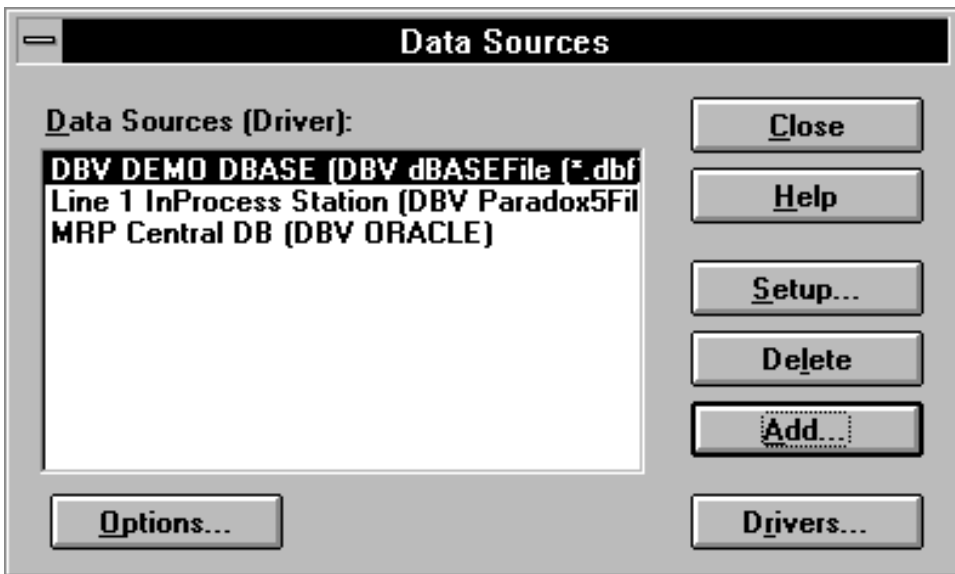 Data Sources
Data Sources (Driver):
DBV DEMO DBASE (DBV dBASEFile (*.dbf)
Line 1 InProcess Station (DBV Paradox5Fil
MRP Central DB (DBV ORACLE)
Close
Help
Setup...
Delete
Add...
Options...
Drivers...